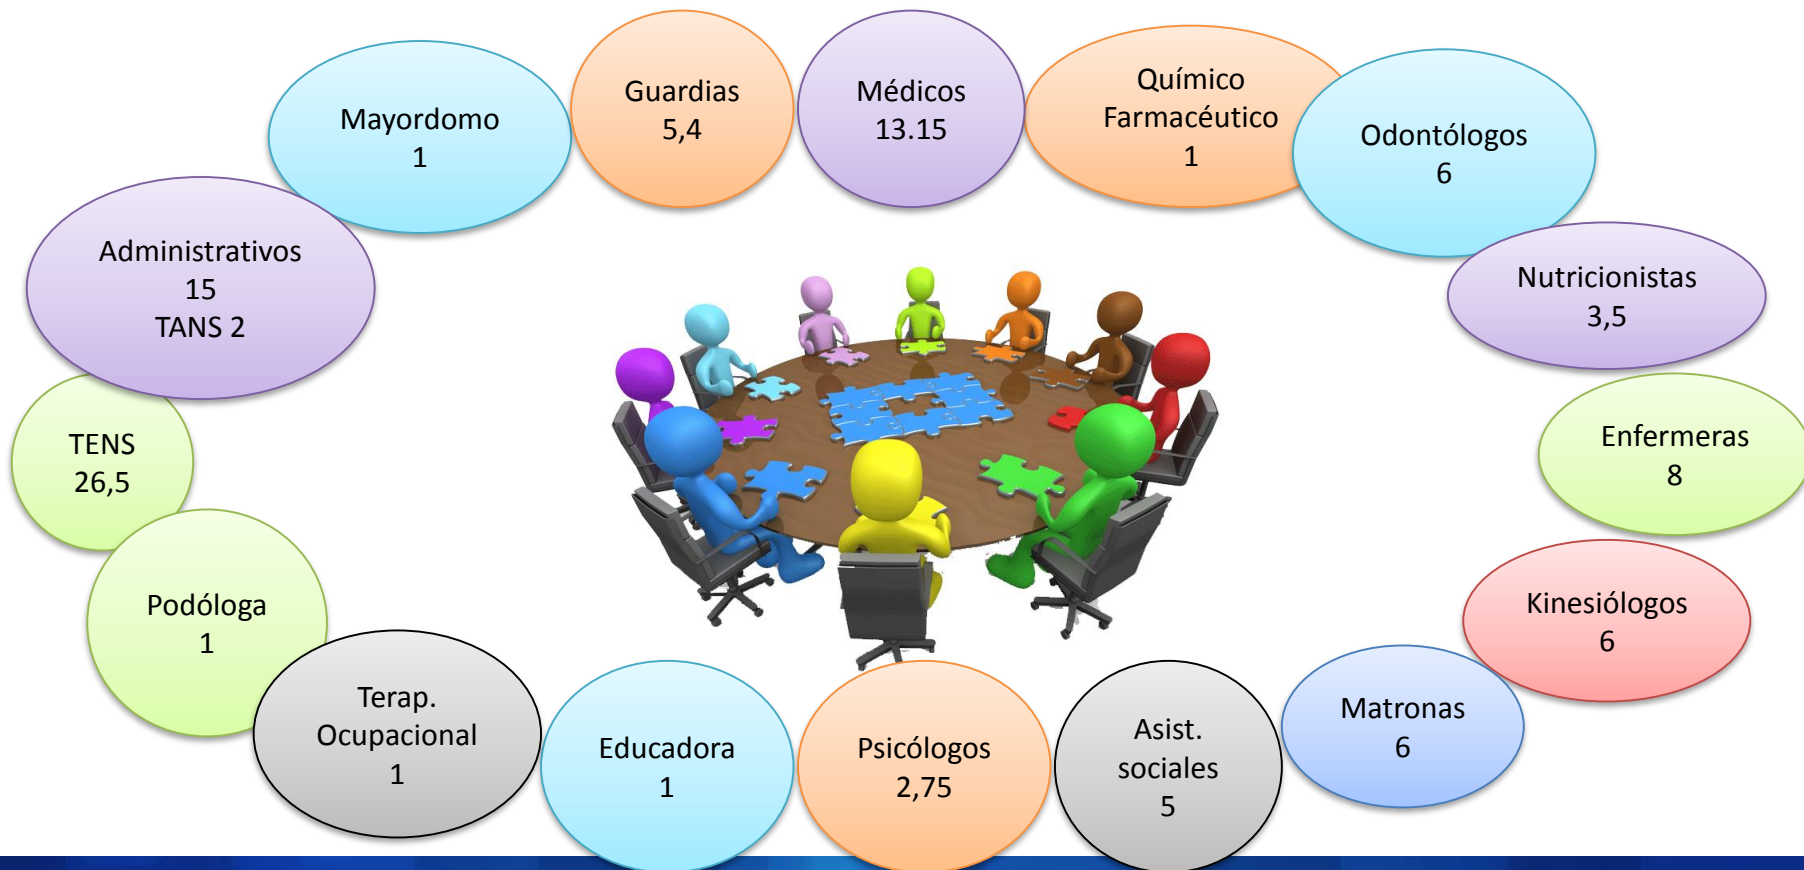 Mayordomo
1
Guardias
5,4
Médicos
13.15
Químico
Farmacéutico
1
Odontólogos
6
Nutricionistas
3,5
Enfermeras
8
Kinesiólogos
6
Matronas
6
Asist.
sociales
5
Psicólogos
2,75
Educadora
1
Terap.
Ocupacional
1
Podóloga
1
TENS
26,5
Administrativos
15
TANS 2